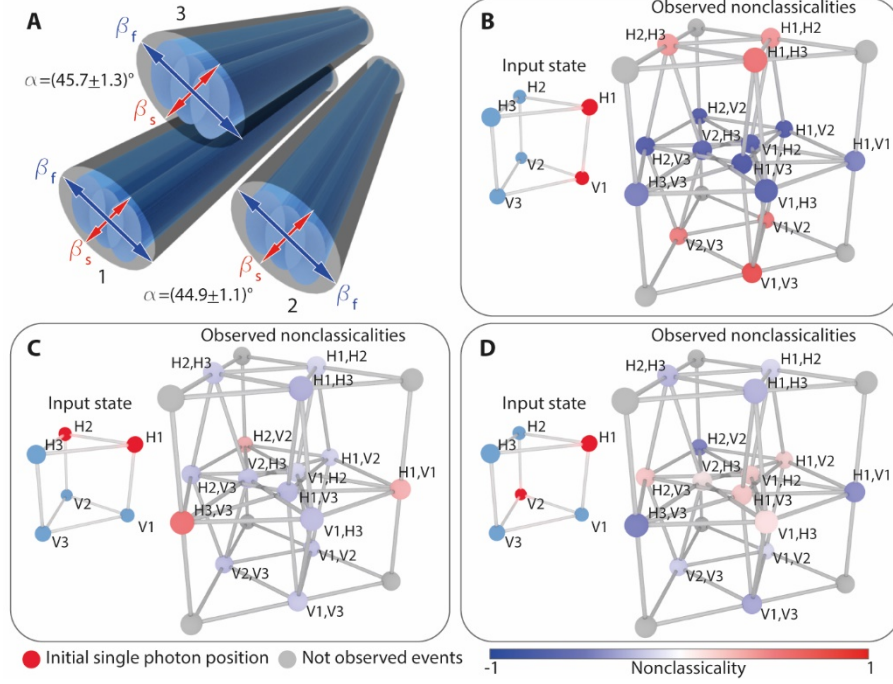 A
3
βf
α=(45.7±1.3)°
βs
βf
βs
1
α=(44.9±1.1)°
2
βf
B
Observed nonclassicalities
H1,H2
H2,H3
H1,H3
Input state
H2
H1
H3
V2
V1
V3
H2,V2
V2,H3
H1,V2
V1,H2
H2,V3
H1,V3
H1,V1
H3,V3
V1,H3
V1,V2
V2,V3
V1,V3
C
Observed nonclassicalities
H2,H3
H1,H2
H1,H3
Input state
H2
H1
H3
V2
V1
V3
H2,V2
V2,H3
H1,V2
V1,H2
H2,V3
H1,V3
H1,V1
H3,V3
V1,H3
V1,V2
V2,V3
V1,V3
D
Observed nonclassicalities
H2,H3
H1,H2
H1,H3
Input state
H2
H1
H3
V2
V1
V3
H2,V2
V2,H3
H1,V2
V1,H2
H2,V3
H1,V3
H1,V1
H3,V3
V1,H3
V1,V2
V2,V3
V1,V3
Initial single photon position
Not observed events
-1
Nonclassicality
1